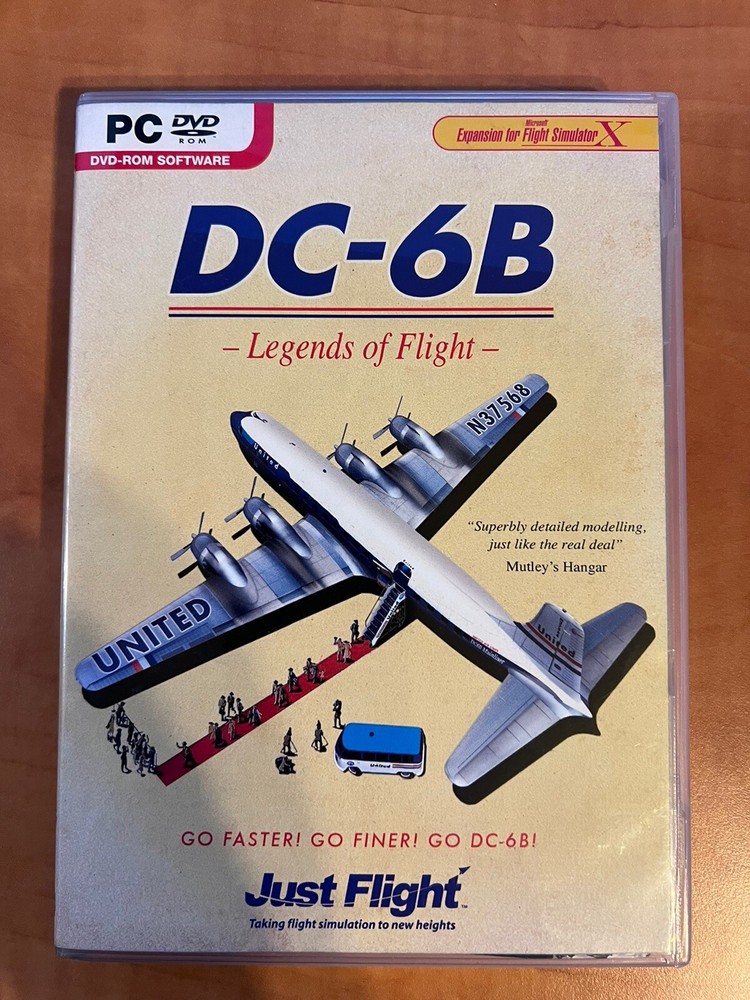 PC DVD
ROM
DVD-ROM SOFTWARE
Microsoft
Expansion for Flight Simulator X
DC-6B
– Legends of Flight –
N37568
United
“Superbly detailed modelling,
just like the real deal”
Mutley’s Hangar
UNITED
United
United
GO FASTER! GO FINER! GO DC-6B!
Just Flight™
Taking flight simulation to new heights